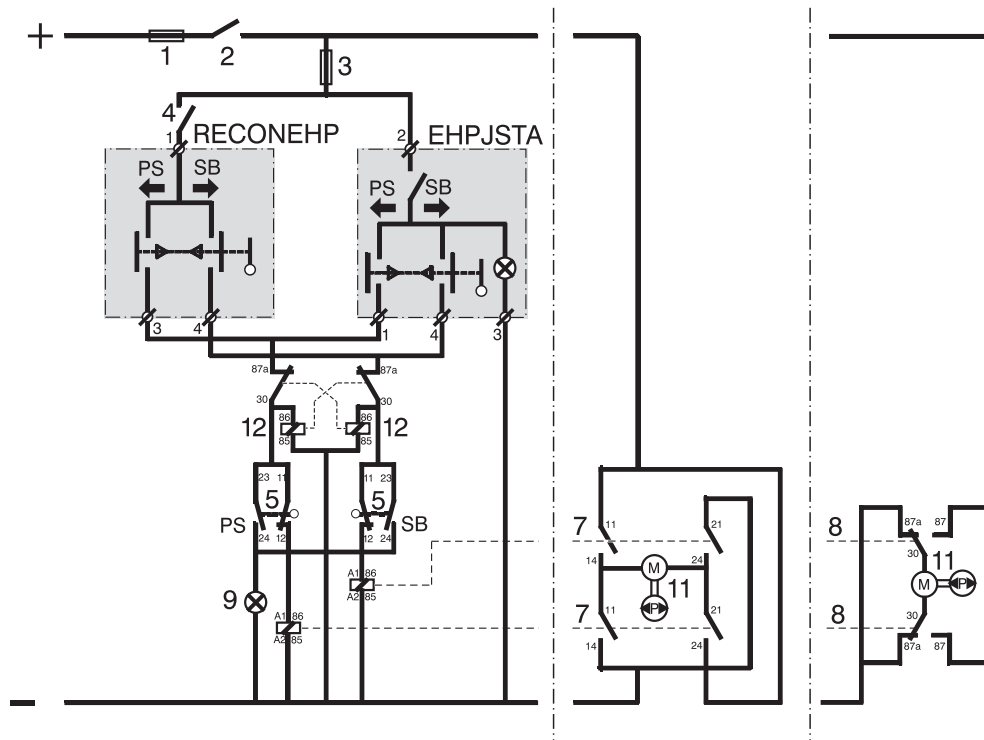 +
1 2
3
4
1 RECONEHP
2 EHPJSTA
PS SB
PS SB
3 4
1 4 3
87a 87a
30 30
12 86 86 12
85 85
23 11 11 23
5 5
PS SB
24 12 12 24
A1 86
A2 85
9
A1 86
A2 85
−
7 11 21
14 24
M 11
P
7 11 21
14 24
8 87a 87
30 11
M P
8 30
87a 87